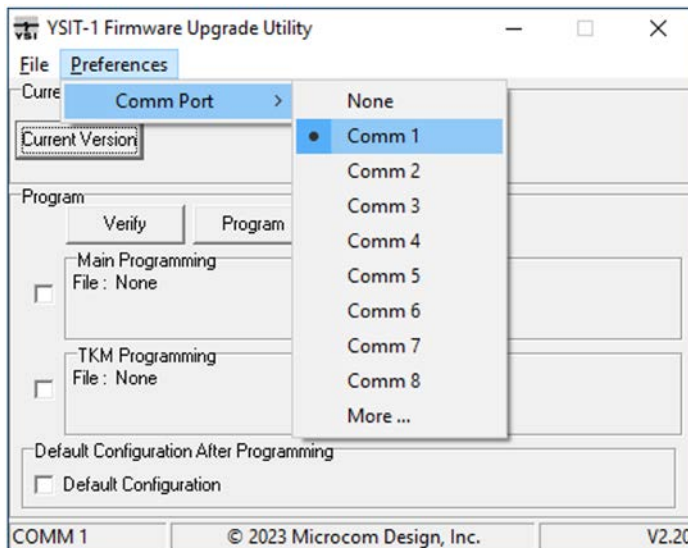 YSI YSIT-1 Firmware Upgrade Utility
File Preferences
Curre
Comm Port >
None
Current Version
Comm 1
Comm 2
Program
Comm 3
Verify Program
Comm 4
Main Programming
File : None
Comm 5
Comm 6
Comm 7
TKM Programming
File : None
Comm 8
More ...
Default Configuration After Programming
Default Configuration
COMM 1 © 2023 Microcom Design, Inc. V2.20